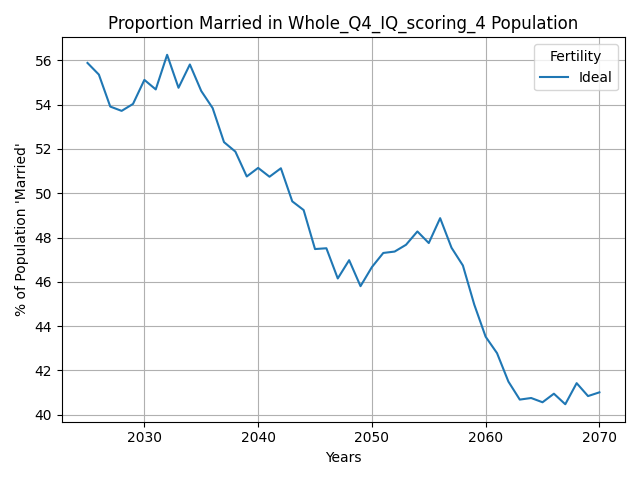 Proportion Married in Whole_Q4_IQ_scoring_4 Population
Fertility
Ideal
% of Population 'Married'
56
54
52
50
48
46
44
42
40
2030
2040
2050
2060
2070
Years